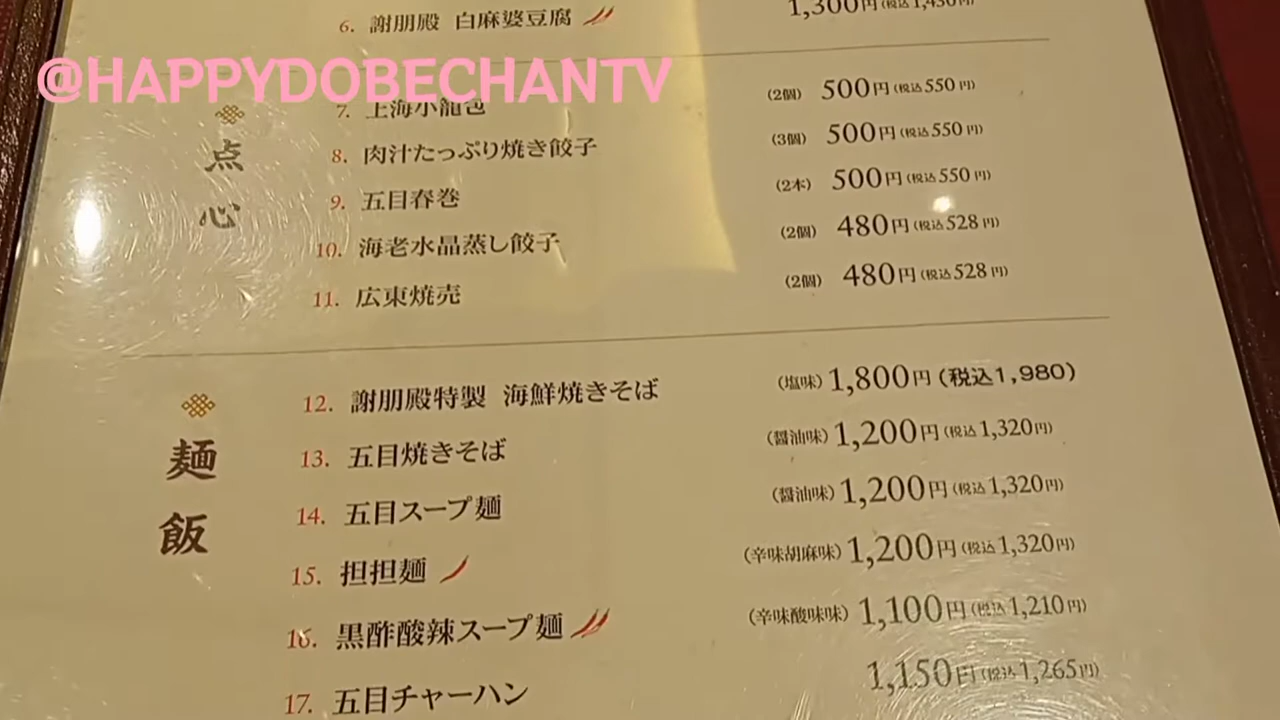 6. 謝朋殿 白麻婆豆腐 1,300円(税込1,430円)
@HAPPYDOBECHANTV
点心
7. 上海小籠包 (2個) 500円(税込550円)
8. 肉汁たっぷり焼き餃子 (3個) 500円(税込550円)
9. 五目春巻 (2本) 500円(税込550円)
10. 海老水晶蒸し餃子 (2個) 480円(税込528円)
11. 広東焼売 (2個) 480円(税込528円)
麺飯
12. 謝朋殿特製 海鮮焼きそば (塩味) 1,800円(税込1,980)
13. 五目焼きそば (醤油味) 1,200円(税込1,320円)
14. 五目スープ麺 (醤油味) 1,200円(税込1,320円)
15. 担担麺 (辛味胡麻味) 1,200円(税込1,320円)
16. 黒酢酸辣スープ麺 (辛味酸味味) 1,100円(税込1,210円)
17. 五目チャーハン 1,150円(税込1,265円)